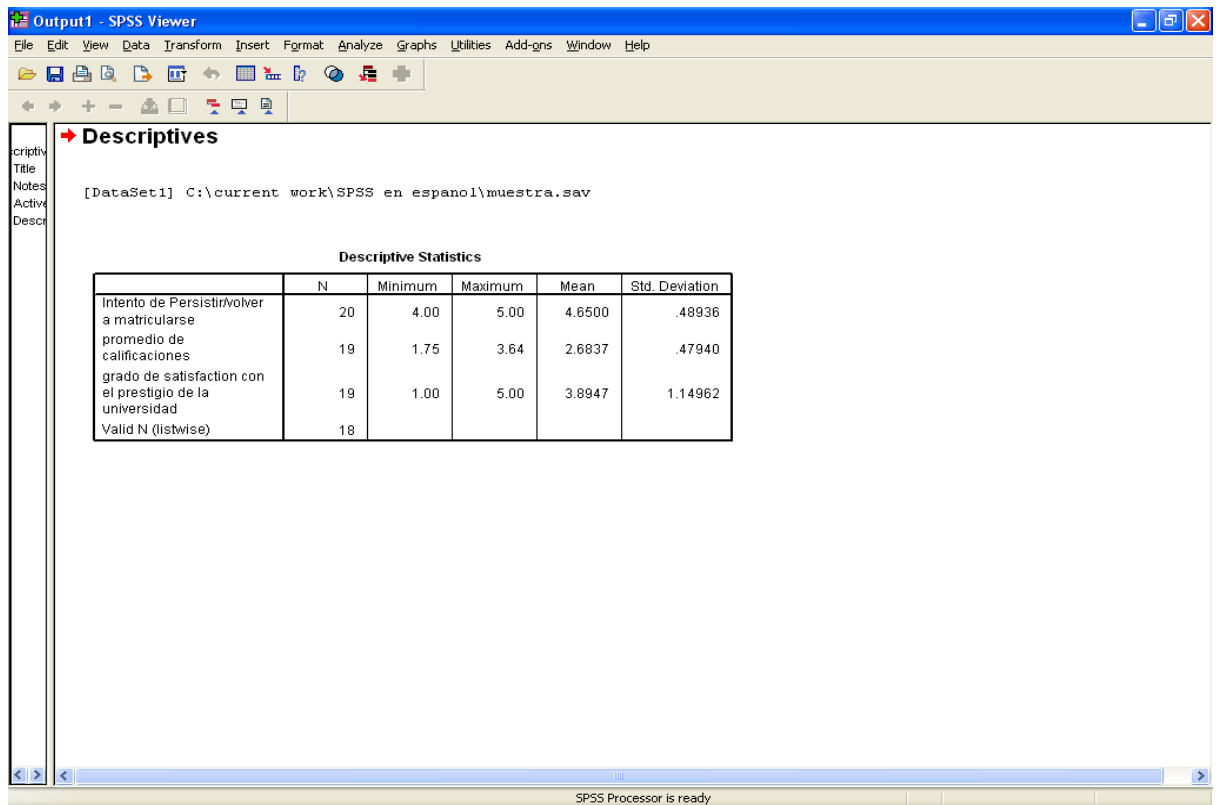 Output1 - SPSS Viewer
File Edit View Data Transform Insert Format Analyze Graphs Utilities Add-ons Window Help
criptiv
Title
Notes
Active
Descr
Descriptives
[DataSet1] C:\current work\SPSS en espanol\muestra.sav
Descriptive Statistics
N Minimum Maximum Mean Std. Deviation
Intento de Persistir/volver
a matricularse 20 4.00 5.00 4.6500 .48936
promedio de
calificaciones 19 1.75 3.64 2.6837 .47940
grado de satisfaction con
el prestigio de la
universidad 19 1.00 5.00 3.8947 1.14962
Valid N (listwise) 18
SPSS Processor is ready